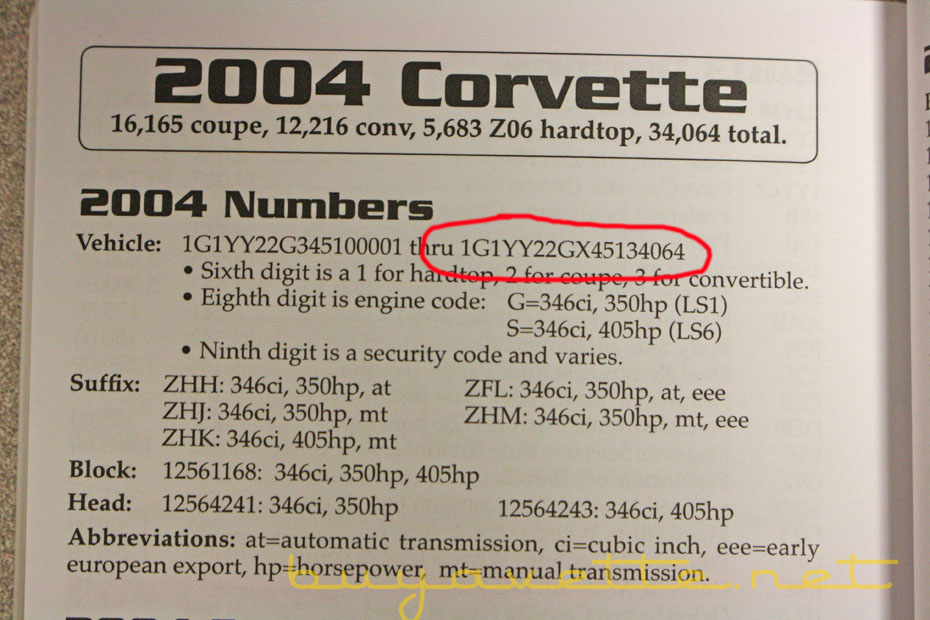 2004 Corvette
16,165 coupe, 12,216 conv, 5,683 Z06 hardtop, 34,064 total.
2004 Numbers
Vehicle: 1G1YY22G345100001 thru 1G1YY22GX45134064
• Sixth digit is a 1 for hardtop, 2 for coupe, 3 for convertible.
• Eighth digit is engine code: G=346ci, 350hp (LS1)
S=346ci, 405hp (LS6)
• Ninth digit is a security code and varies.
Suffix: ZHH: 346ci, 350hp, at ZFL: 346ci, 350hp, at, eee
ZHJ: 346ci, 350hp, mt ZHM: 346ci, 350hp, mt, eee
ZHK: 346ci, 405hp, mt
Block: 12561168: 346ci, 350hp, 405hp
Head: 12564241: 346ci, 350hp 12564243: 346ci, 405hp
Abbreviations: at=automatic transmission, ci=cubic inch, eee=early
european export, hp=horsepower, mt=manual transmission.
buyavette.net